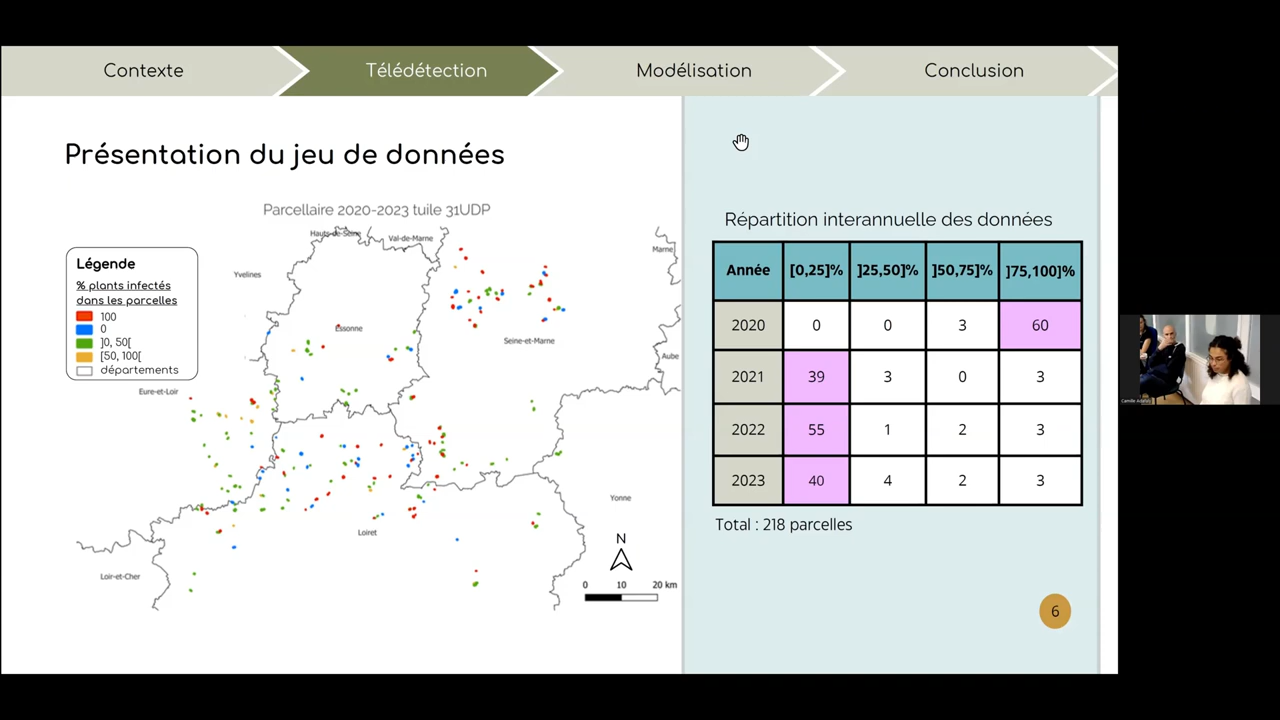 Contexte
Télédétection
Modélisation
Conclusion
Présentation du jeu de données
Parcellaire 2020-2023 tuile 31UDP
Légende
% plants infectés
dans les parcelles
100
0
]0, 50[
[50, 100[
départements
Hauts-de-Seine
Val-de-Marne
Marne
Yvelines
Essonne
Seine-et-Marne
Aube
Eure-et-Loir
Yonne
Loiret
Loir-et-Cher
N
0 10 20 km
Répartition interannuelle des données
Année [0,25]% ]25,50]% ]50,75]% ]75,100]%
2020 0 0 3 60
2021 39 3 0 3
2022 55 1 2 3
2023 40 4 2 3
Total : 218 parcelles
6